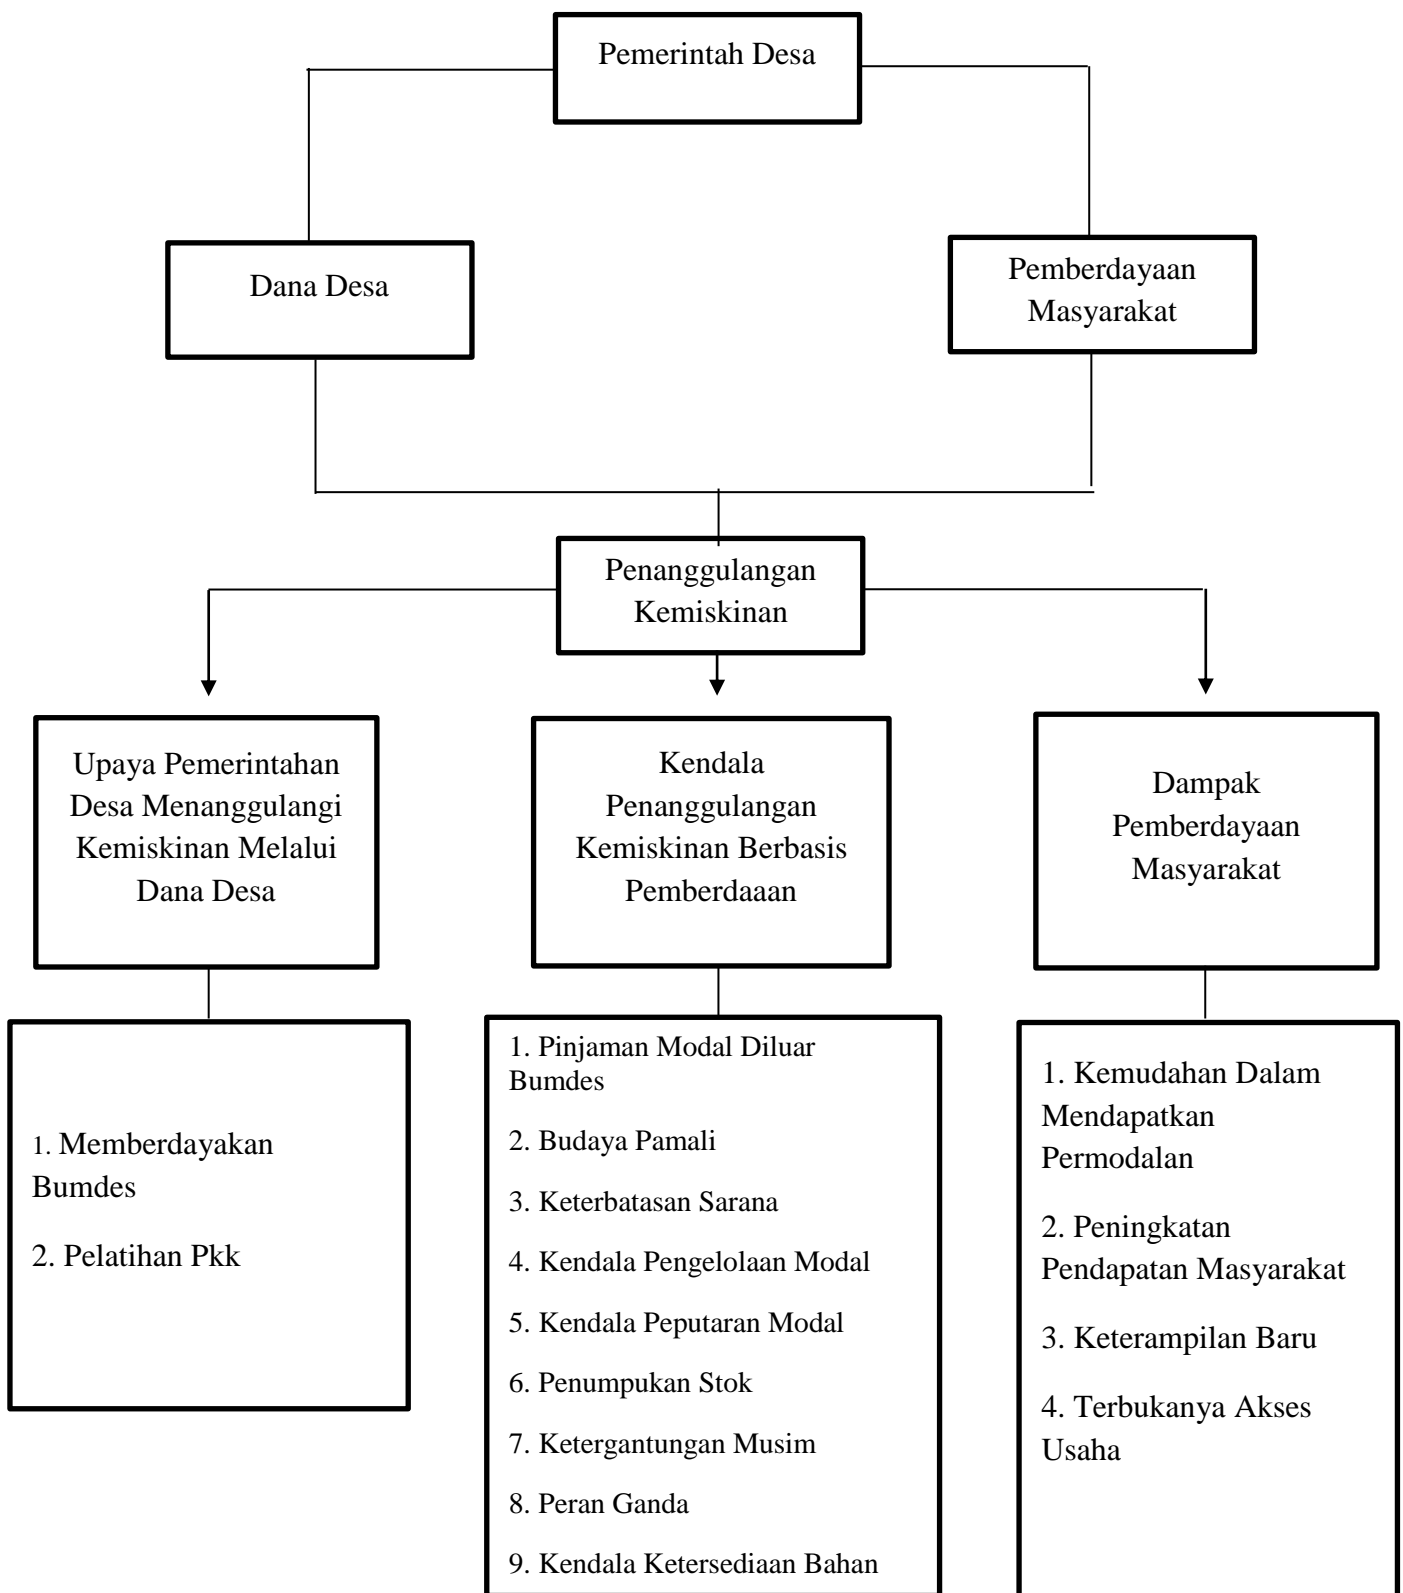 Pemerintah Desa
Dana Desa
Pemberdayaan
Masyarakat
Penanggulangan
Kemiskinan
Upaya Pemerintahan
Desa Menanggulangi
Kemiskinan Melalui
Dana Desa
Kendala
Penanggulangan
Kemiskinan Berbasis
Pemberdaaan
Dampak
Pemberdayaan
Masyarakat
1. Memberdayakan
Bumdes
2. Pelatihan Pkk
1. Pinjaman Modal Diluar
Bumdes
2. Budaya Pamali
3. Keterbatasan Sarana
4. Kendala Pengelolaan Modal
5. Kendala Peputaran Modal
6. Penumpukan Stok
7. Ketergantungan Musim
8. Peran Ganda
9. Kendala Ketersediaan Bahan
1. Kemudahan Dalam
Mendapatkan
Permodalan
2. Peningkatan
Pendapatan Masyarakat
3. Keterampilan Baru
4. Terbukanya Akses
Usaha